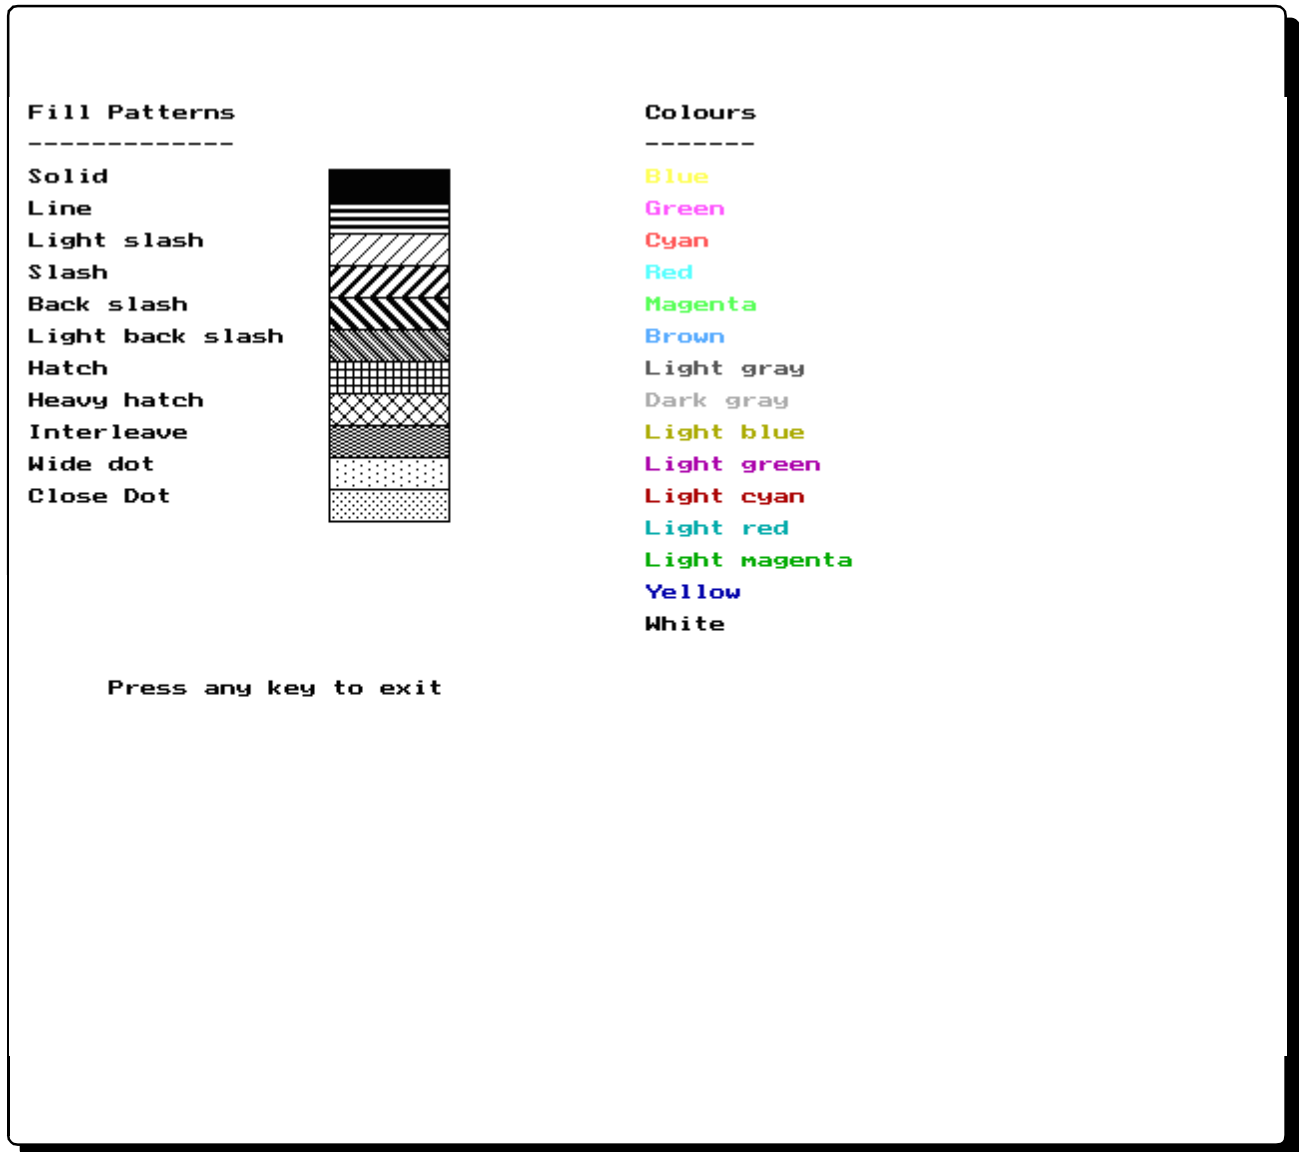 Fill Patterns
-------------
Solid
Line
Light slash
Slash
Back slash
Light back slash
Hatch
Heavy hatch
Interleave
Wide dot
Close Dot
Colours
-------
Blue
Green
Cyan
Red
Magenta
Brown
Light gray
Dark gray
Light blue
Light green
Light cyan
Light red
Light magenta
Yellow
White
Press any key to exit